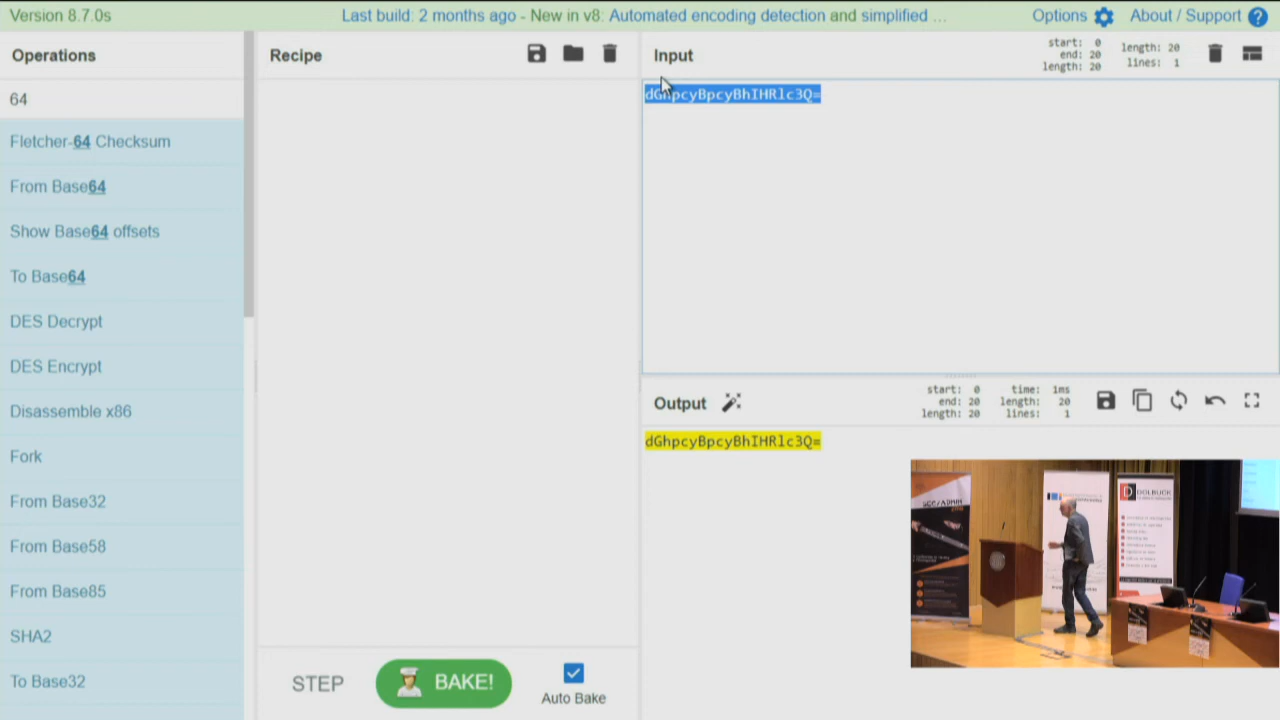 Version 8.7.0s
Last build: 2 months ago - New in v8: Automated encoding detection and simplified ...
Options
About / Support
Operations
64
Fletcher-64 Checksum
From Base64
Show Base64 offsets
To Base64
DES Decrypt
DES Encrypt
Disassemble x86
Fork
From Base32
From Base58
From Base85
SHA2
To Base32
Recipe
STEP
BAKE!
Auto Bake
Input
start: 0
end: 20
length: 20
length: 20
lines: 1
dGhpcyBpcyBhIHRlc3Q=
Output
start: 0
end: 20
length: 20
time: 1ms
length: 20
lines: 1
dGhpcyBpcyBhIHRlc3Q=
DOLBUCK